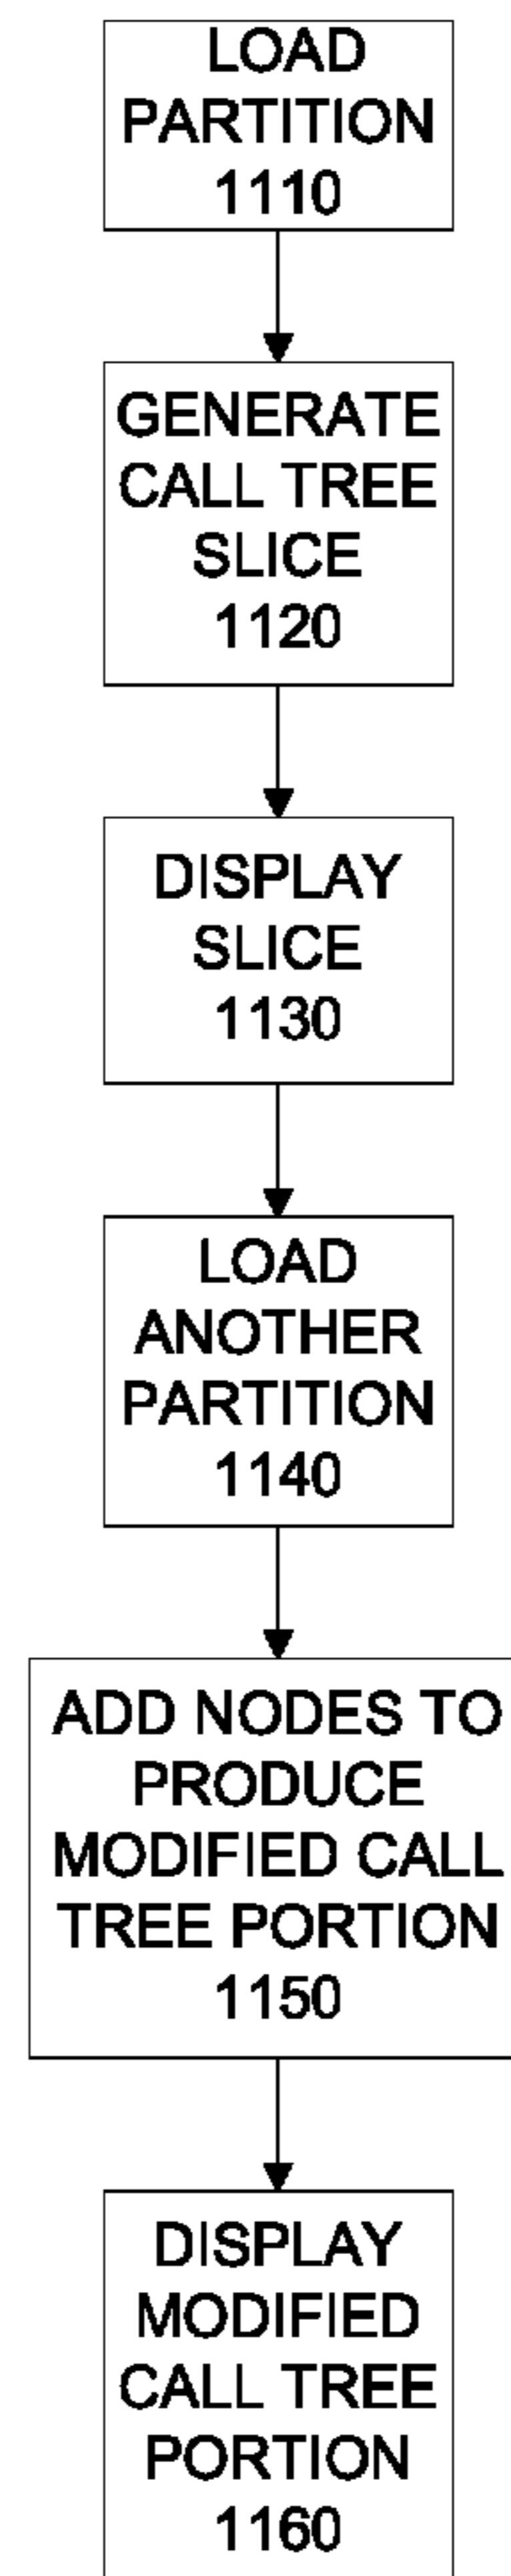 LOAD
PARTITION
1110
GENERATE
CALL TREE
SLICE
1120
DISPLAY
SLICE
1130
LOAD
ANOTHER
PARTITION
1140
ADD NODES TO
PRODUCE
MODIFIED CALL
TREE PORTION
1150
DISPLAY
MODIFIED
CALL TREE
PORTION
1160